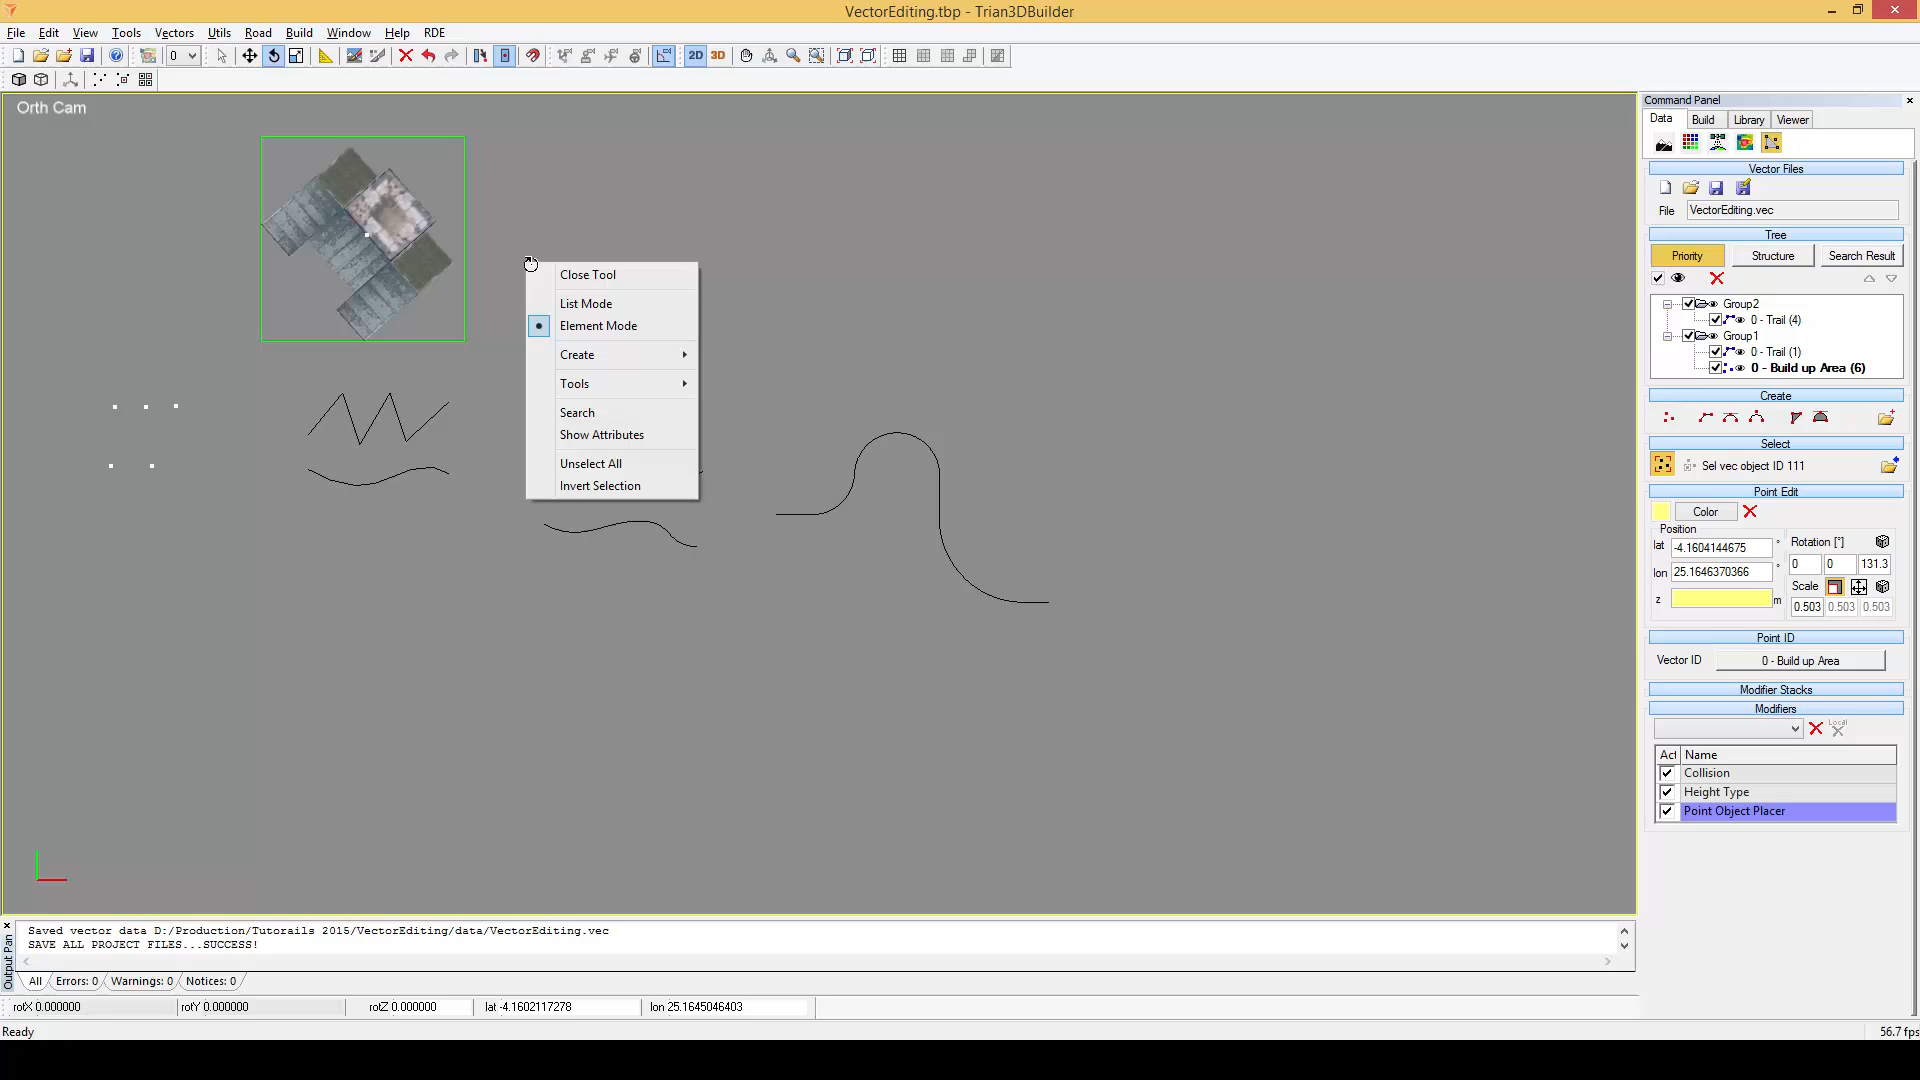 VectorEditing.tbp - Trian3DBuilder
File Edit View Tools Vectors Utils Road Build Window Help RDE
0 2D 3D
Orth Cam
Close Tool
List Mode
Element Mode
Create
Tools
Search
Show Attributes
Unselect All
Invert Selection
Command Panel
Data Build Library Viewer
Vector Files
File VectorEditing.vec
Tree
Priority Structure Search Result
Group2
0 - Trail (4)
Group1
0 - Trail (1)
0 - Build up Area (6)
Create
Select
Sel vec object ID 111
Point Edit
Color
Position
lat -4.1604144675 ° Rotation [°]
lon 25.1646370366 ° 0 0 131.3
Scale
z m 0.503 0.503 0.503
Point ID
Vector ID 0 - Build up Area
Modifier Stacks
Modifiers
Local
Act Name
Collision
Height Type
Point Object Placer
Output Pan
Saved vector data D:/Production/Tutorails 2015/VectorEditing/data/VectorEditing.vec
SAVE ALL PROJECT FILES...SUCCESS!
All Errors: 0 Warnings: 0 Notices: 0
rotX 0.000000 rotY 0.000000 rotZ 0.000000 lat -4.1602117278 lon 25.1645046403
Ready 56.7 fps